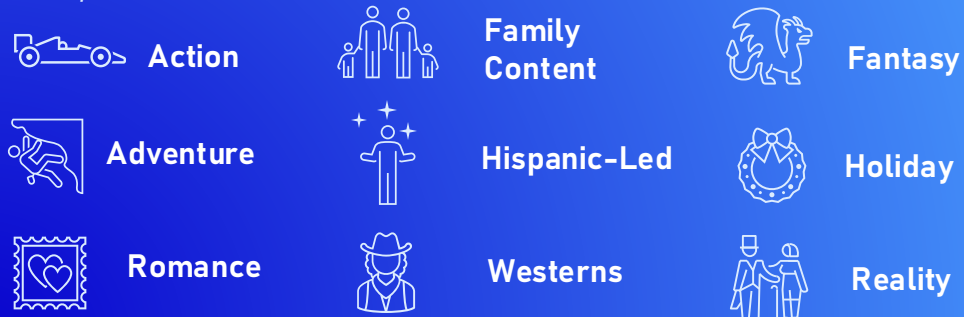 Action
Family
Content
Fantasy
Adventure
Hispanic-Led
Holiday
Romance
Westerns
Reality